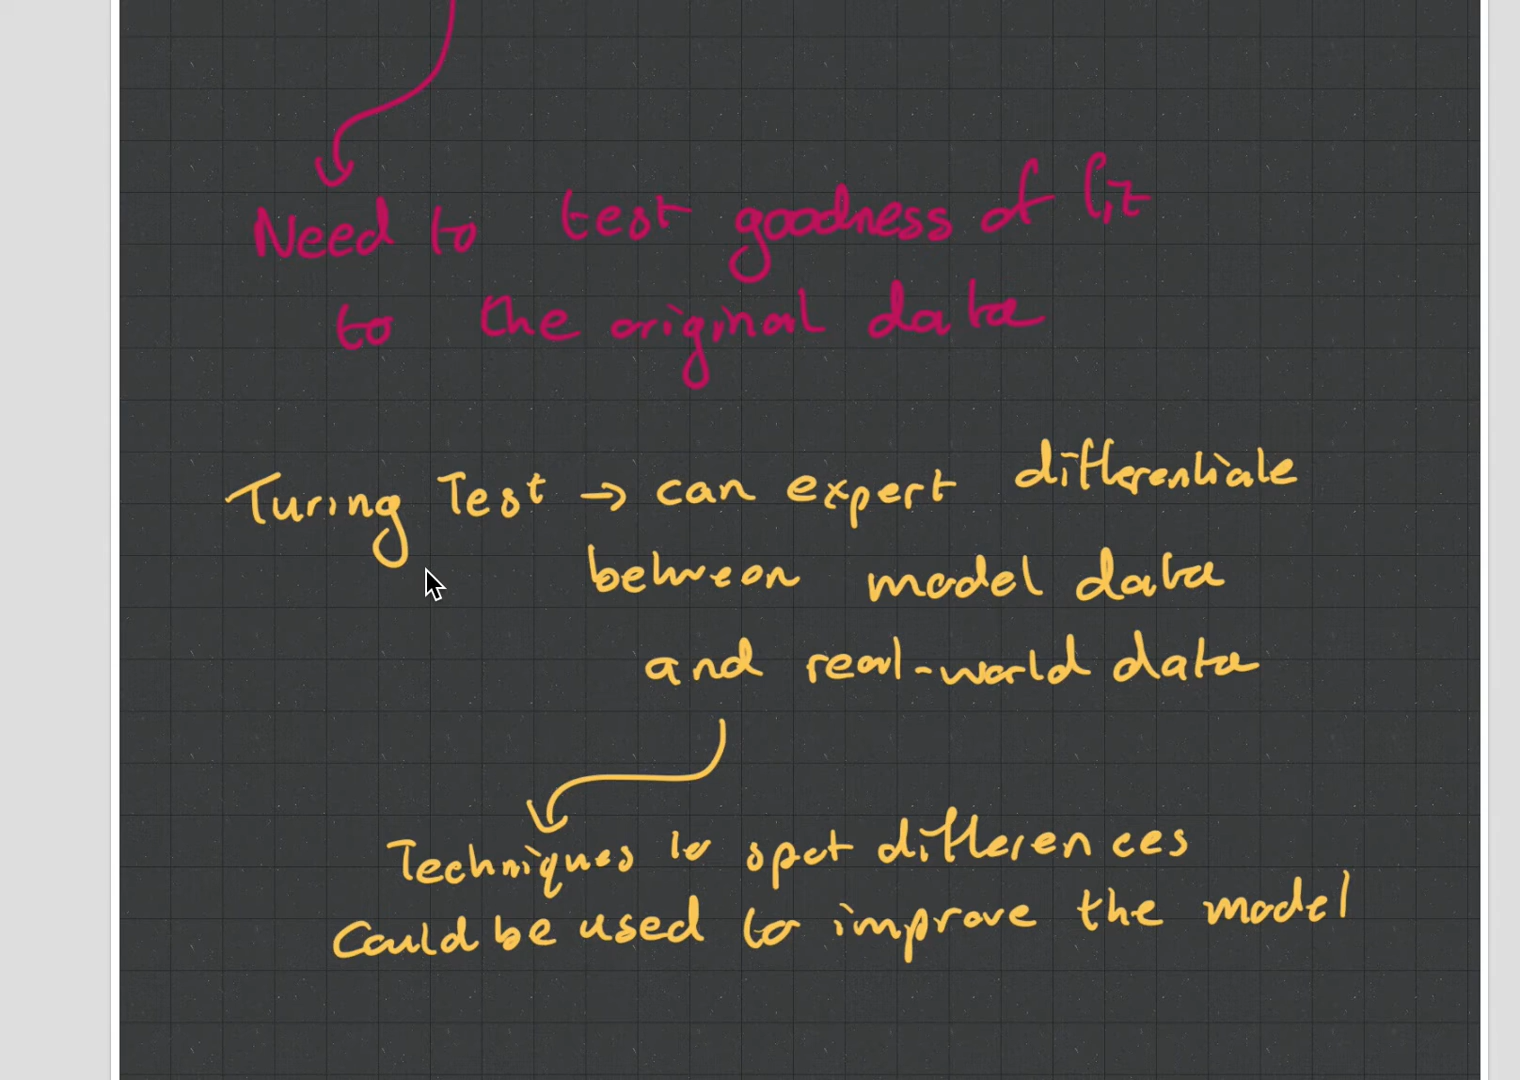 Need to test goodness of fit
to the original data
Turing Test → can expert differentiate
between model data
and real-world data
Techniques to spot differences
Could be used to improve the model